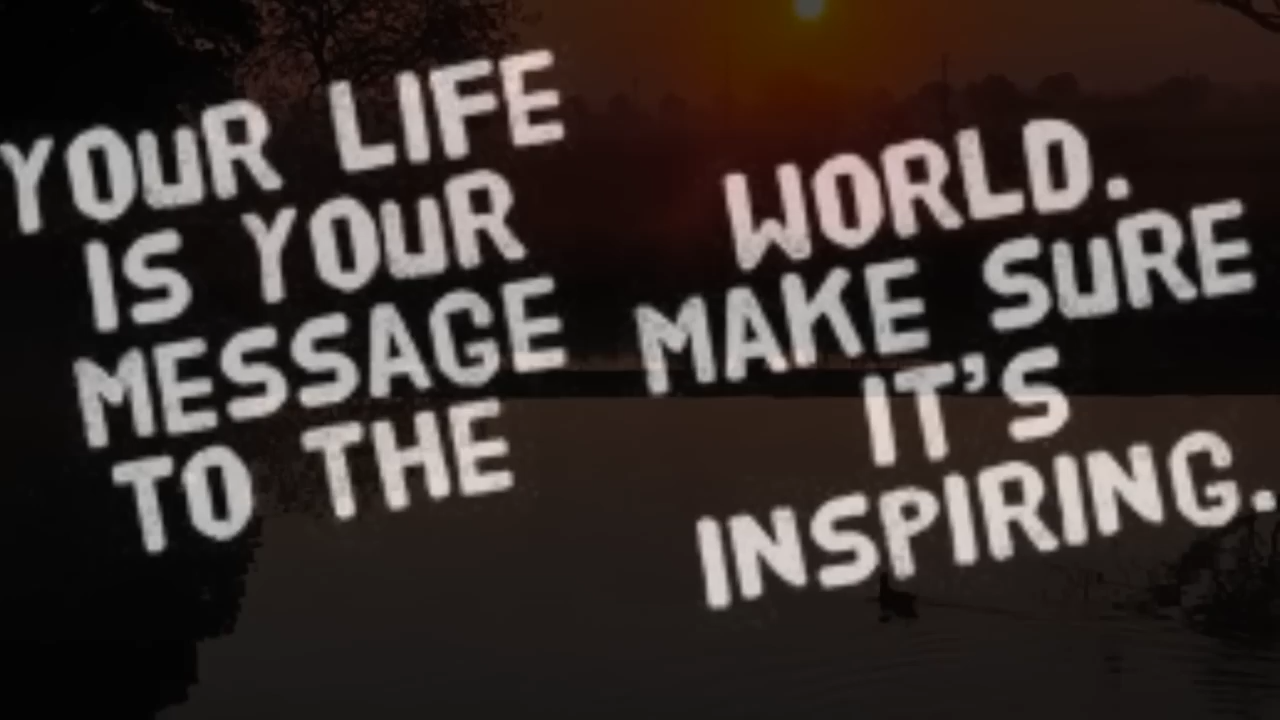 YOUR LIFE
IS YOUR
MESSAGE
TO THE
WORLD.
MAKE SURE
IT'S
INSPIRING.